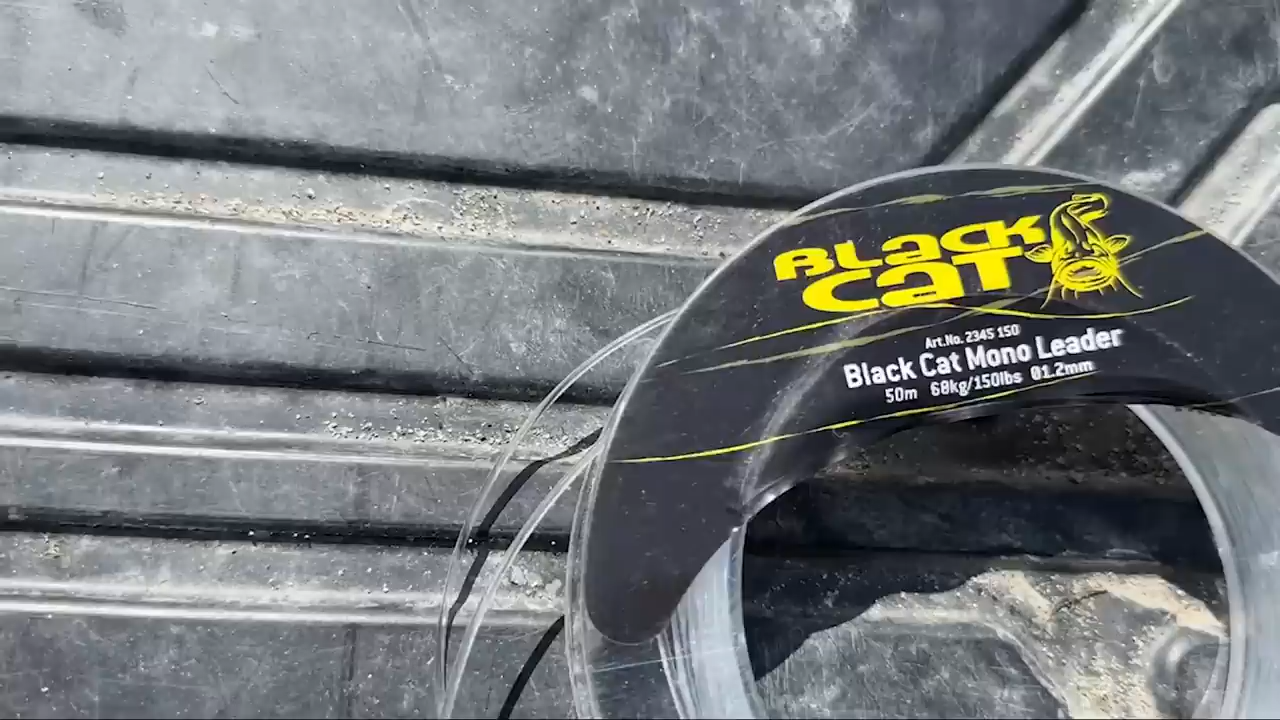 BLACK
CAT
Art.No. 2345 150
Black Cat Mono Leader
50m 68kg/150lbs Ø1.2mm